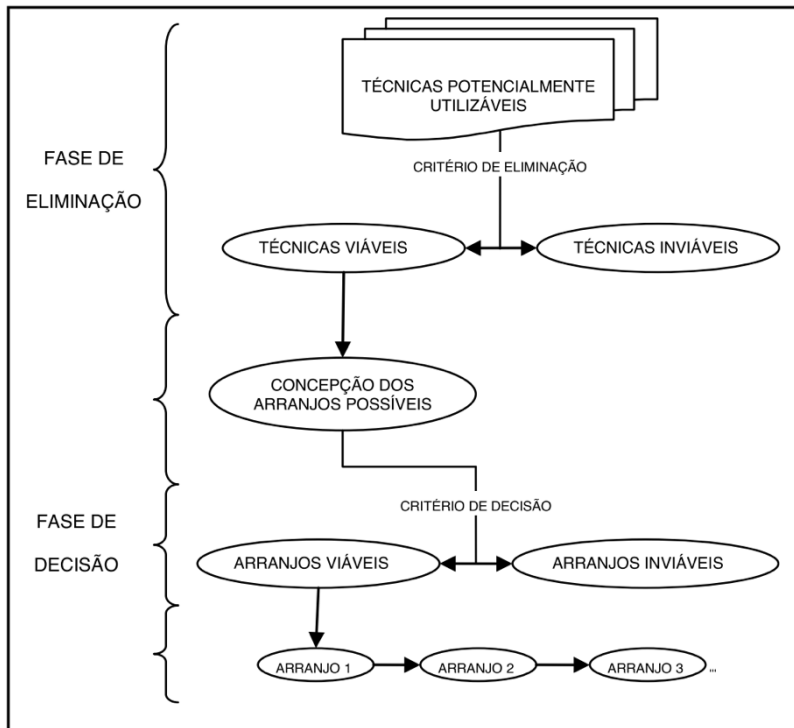 TÉCNICAS POTENCIALMENTE
UTILIZÁVEIS
FASE DE
ELIMINAÇÃO
CRITÉRIO DE ELIMINAÇÃO
TÉCNICAS VIÁVEIS
TÉCNICAS INVIÁVEIS
CONCEPÇÃO DOS
ARRANJOS POSSÍVEIS
CRITÉRIO DE DECISÃO
FASE DE
DECISÃO
ARRANJOS VIÁVEIS
ARRANJOS INVIÁVEIS
ARRANJO 1
ARRANJO 2
ARRANJO 3
...